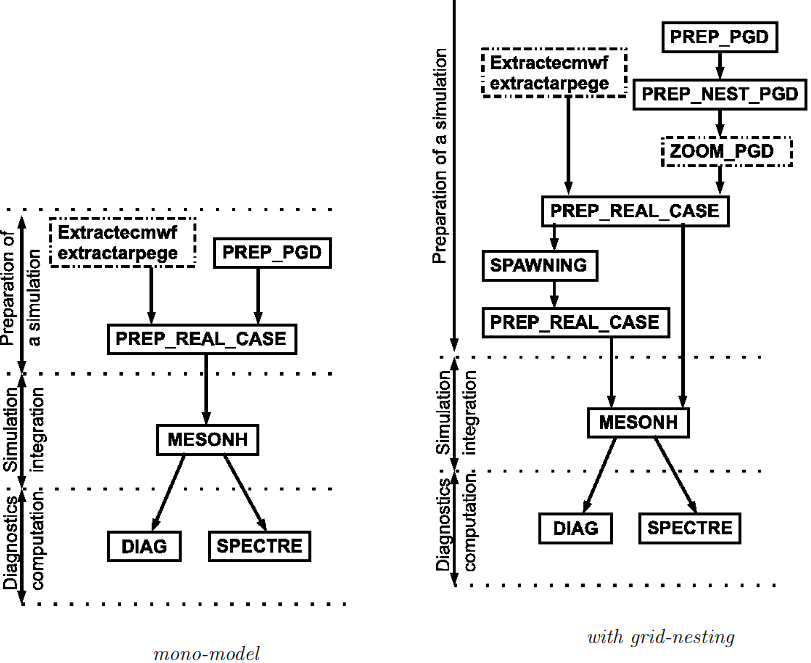 Preparation of
a simulation
Extractecmwf
extractarpege
PREP_PGD
PREP_REAL_CASE
Simulation
integration
MESONH
Diagnostics
computation
DIAG
SPECTRE
mono-model
Preparation of a simulation
PREP_PGD
Extractecmwf
extractarpege
PREP_NEST_PGD
ZOOM_PGD
PREP_REAL_CASE
SPAWNING
PREP_REAL_CASE
Simulation
integration
MESONH
Diagnostics
computation
DIAG
SPECTRE
with grid-nesting